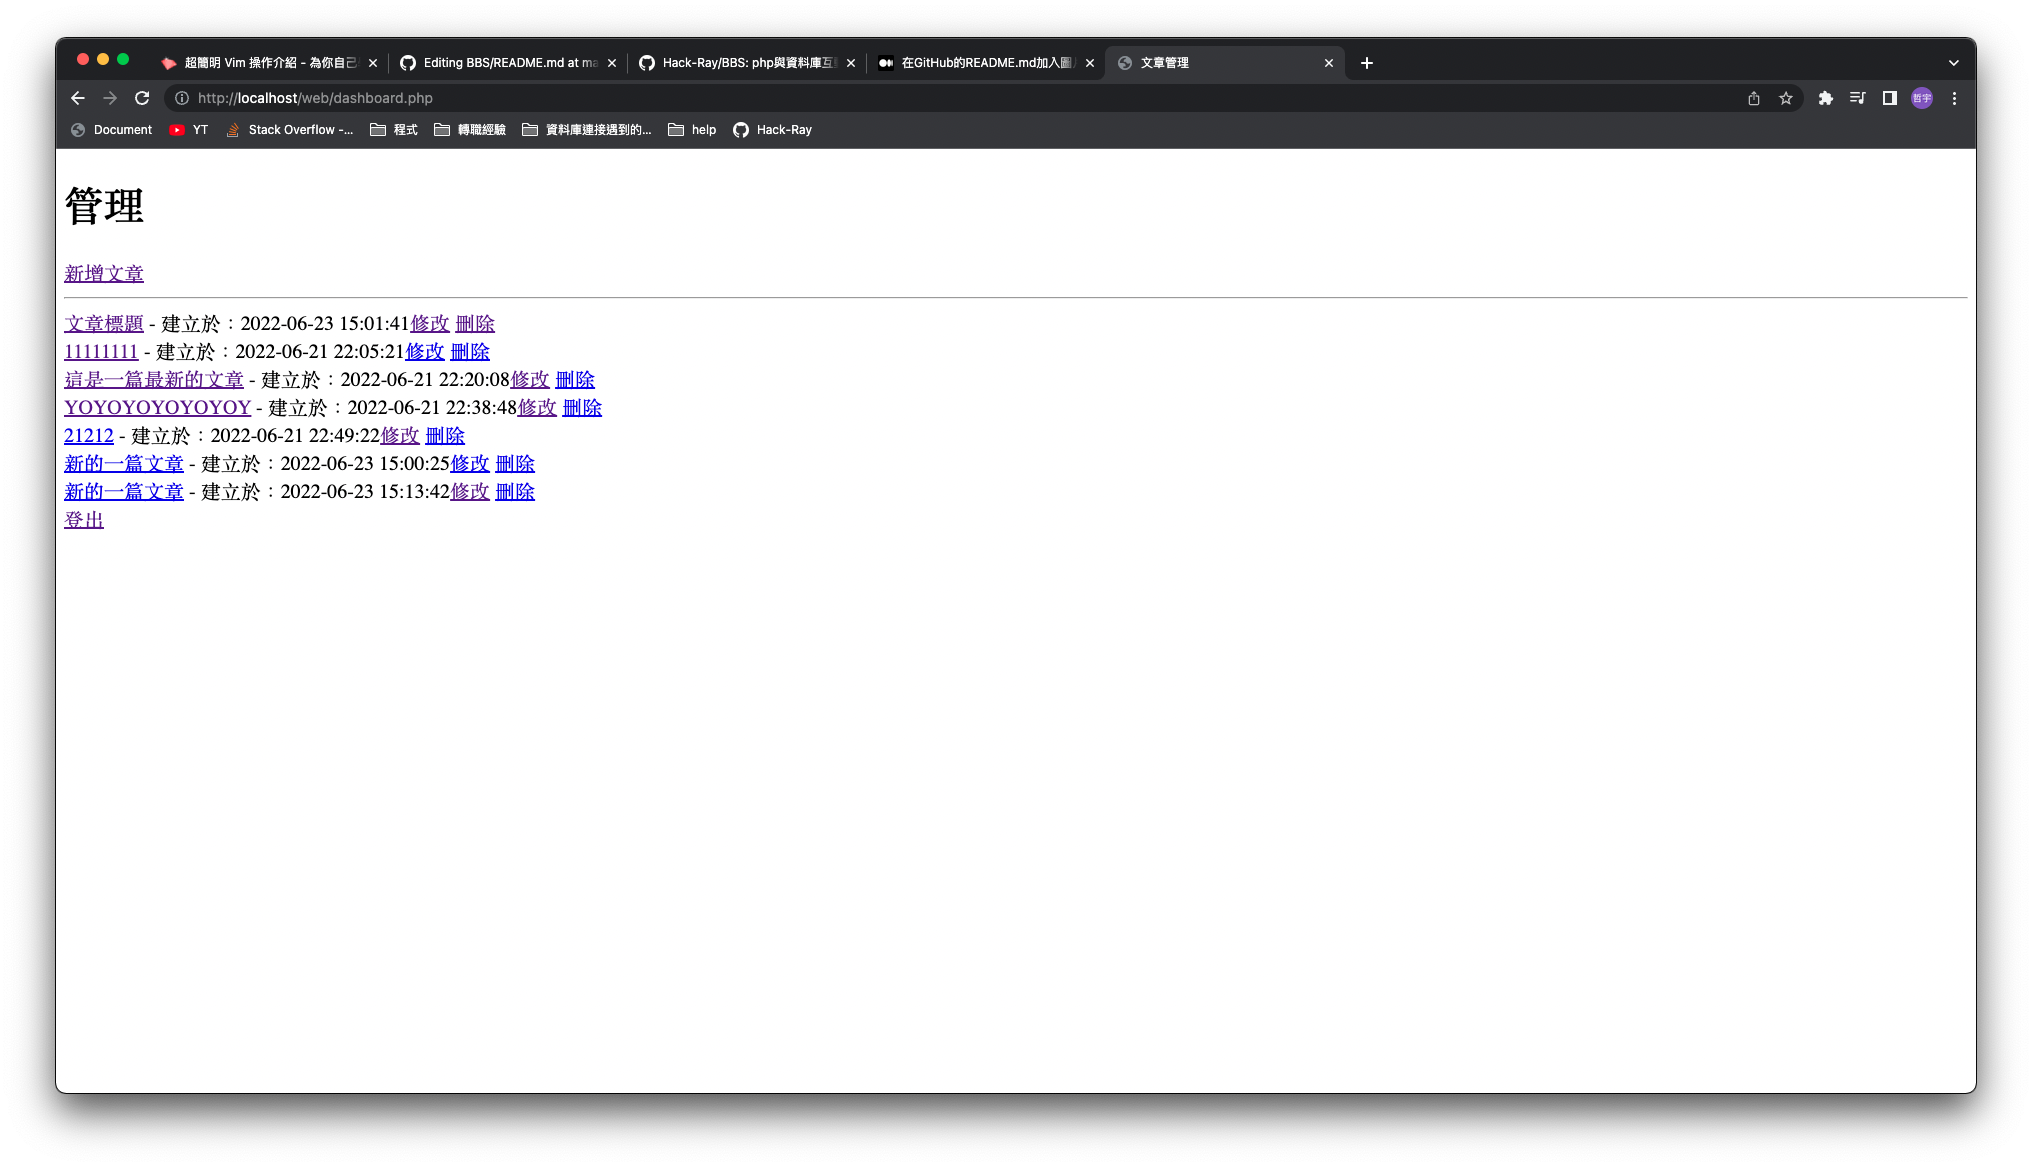 超簡明 Vim 操作介紹 - 為你自己
Editing BBS/README.md at ma
Hack-Ray/BBS: php與資料庫互
在GitHub的README.md加入圖
文章管理
http://localhost/web/dashboard.php
哲宇
Document YT Stack Overflow -... 程式 轉職經驗 資料庫連接遇到的... help Hack-Ray
管理
新增文章
文章標題 - 建立於：2022-06-23 15:01:41修改 刪除
11111111 - 建立於：2022-06-21 22:05:21修改 刪除
這是一篇最新的文章 - 建立於：2022-06-21 22:20:08修改 刪除
YOYOYOYOYOYOY - 建立於：2022-06-21 22:38:48修改 刪除
21212 - 建立於：2022-06-21 22:49:22修改 刪除
新的一篇文章 - 建立於：2022-06-23 15:00:25修改 刪除
新的一篇文章 - 建立於：2022-06-23 15:13:42修改 刪除
登出